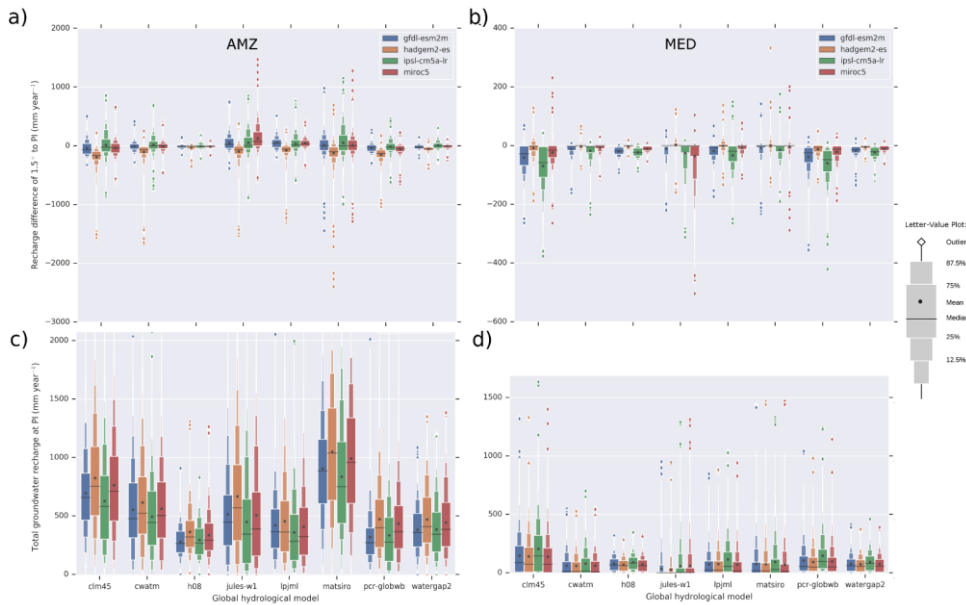 a)
AMZ
gfdl-esm2m
hadgem2-es
ipsl-cm5a-lr
miroc5
2000
1000
0
−1000
−2000
−3000
Recharge difference of 1.5° to PI (mm year⁻¹)
b)
MED
gfdl-esm2m
hadgem2-es
ipsl-cm5a-lr
miroc5
400
200
0
−200
−400
−600
Letter-Value Plot:
Outlier
87.5%
75%
Mean
Median
25%
12.5%
c)
2000
1500
1000
500
0
Total groundwater recharge at PI (mm year⁻¹)
clm45 cwatm h08 jules-w1 lpjml matsiro pcr-globwb watergap2
Global hydrological model
d)
1500
1000
500
0
clm45 cwatm h08 jules-w1 lpjml matsiro pcr-globwb watergap2
Global hydrological model